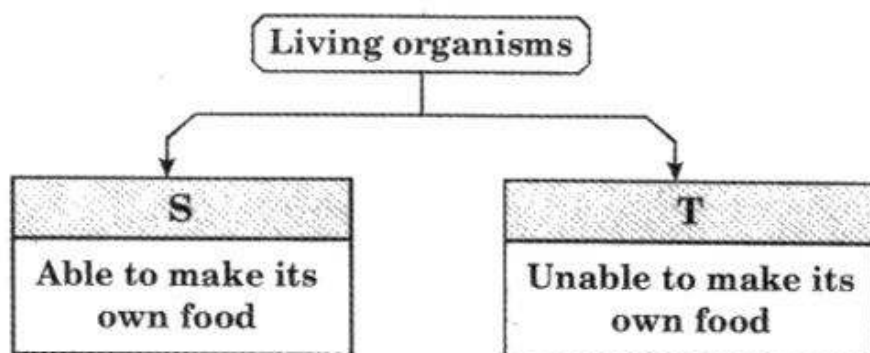 Living organisms
S
Able to make its
own food
T
Unable to make its
own food